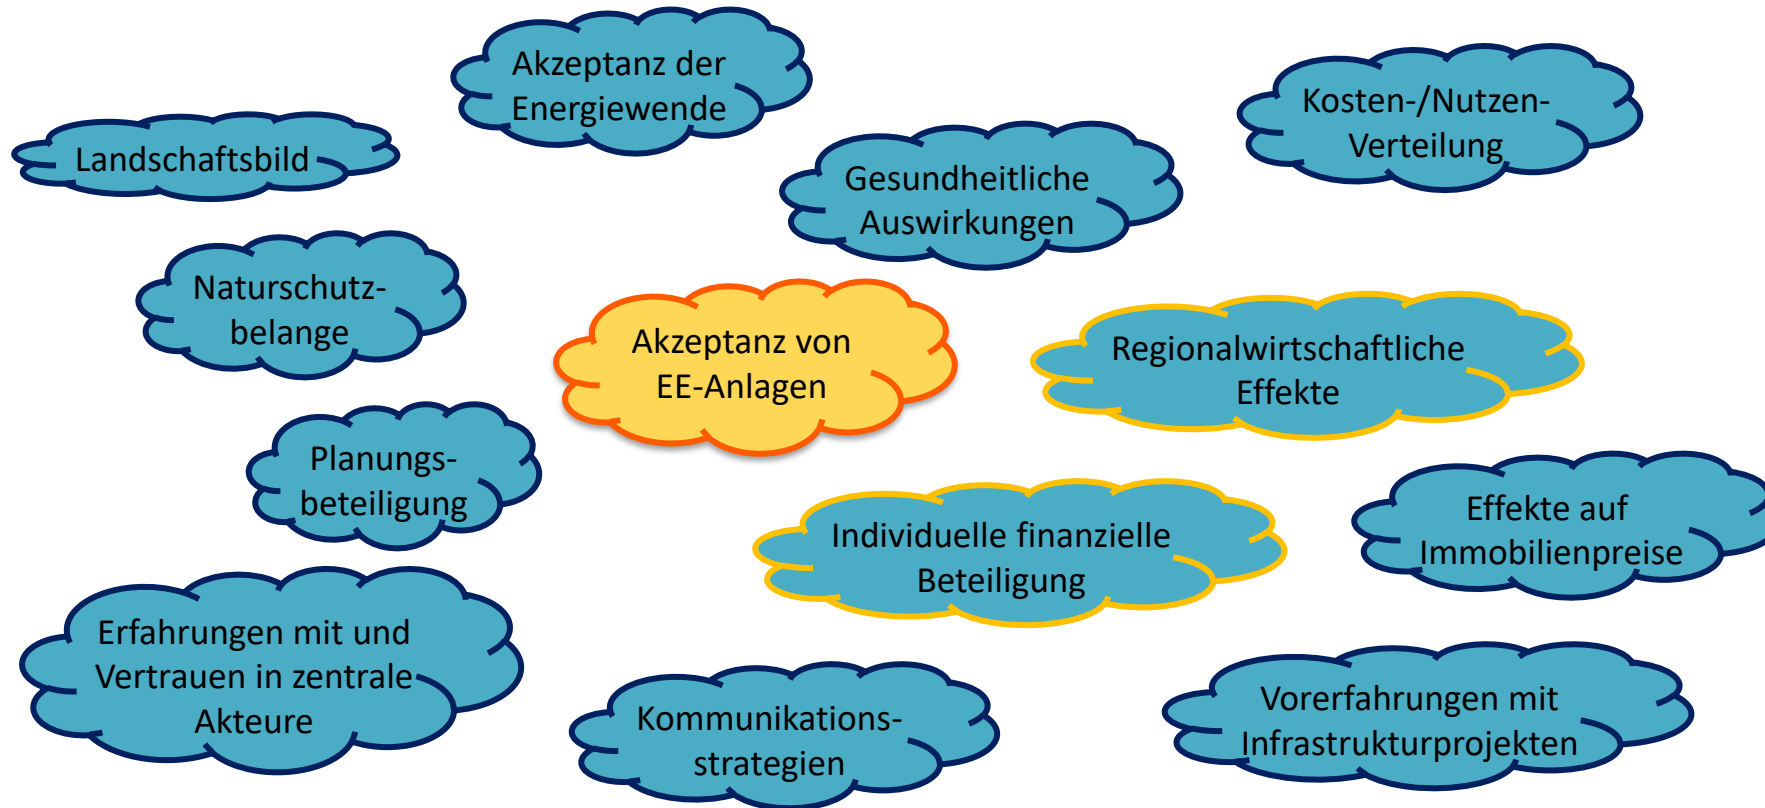 Akzeptanz der
Energiewende
Kosten-/Nutzen-
Verteilung
Landschaftsbild
Gesundheitliche
Auswirkungen
Naturschutz-
belange
Akzeptanz von
EE-Anlagen
Regionalwirtschaftliche
Effekte
Planungs-
beteiligung
Individuelle finanzielle
Beteiligung
Effekte auf
Immobilienpreise
Erfahrungen mit und
Vertrauen in zentrale
Akteure
Kommunikations-
strategien
Vorerfahrungen mit
Infrastrukturprojekten